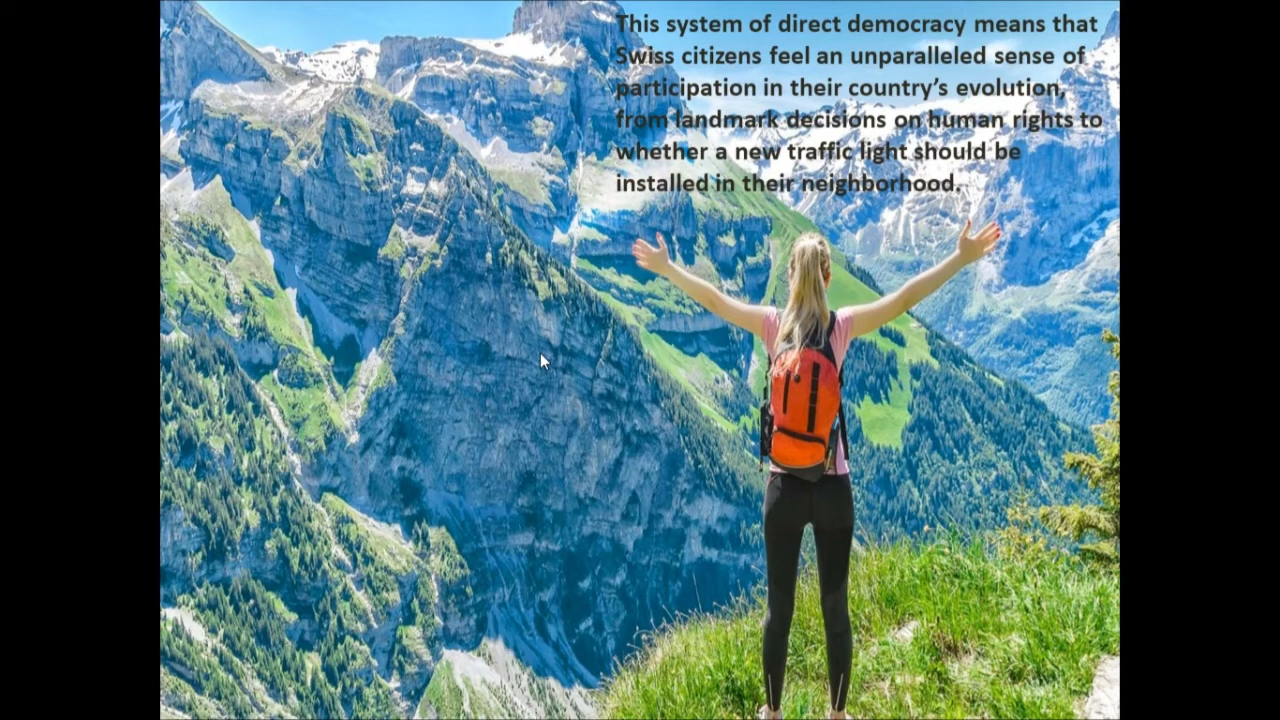 This system of direct democracy means that
Swiss citizens feel an unparalleled sense of
participation in their country’s evolution,
from landmark decisions on human rights to
whether a new traffic light should be
installed in their neighborhood.